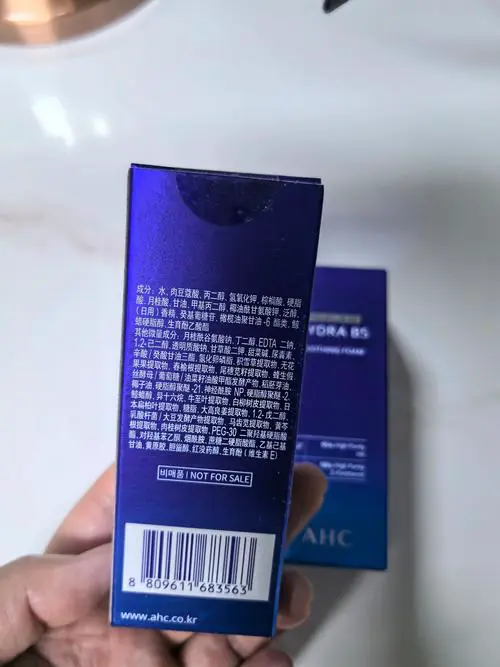 成分：水、肉豆蔻酸、丙二醇、氢氧化钾、棕榈酸、硬脂
酸、月桂酸、甘油、甲基丙二醇、椰油酰甘氨酸钾、泛醇、
（日用）香精、癸基葡糖苷、橄榄油聚甘油-6 酯类、鲸
蜡硬脂醇、生育酚乙酸酯
其他微量成分：月桂酰谷氨酸钠、丁二醇、EDTA 二钠、
1,2-己二醇、透明质酸钠、甘草酸二钾、甜菜碱、尿囊素、
辛酸/癸酸甘油三酯、氢化卵磷脂、积雪草提取物、无花
果果提取物、春榆根提取物、尾穗苋籽提取物、蜂生假
丝酵母/葡萄糖/油菜籽油酸甲酯发酵产物、稻胚芽油、
椰子油、硬脂醇聚醚-21、神经酰胺 NP、硬脂醇聚醚-2、
鲸蜡醇、异十六烷、牛至叶提取物、白柳树皮提取物、日
本扁柏叶提取物、糖脂、大高良姜提取物、1,2-戊二醇、
乳酸杆菌/大豆发酵产物提取物、马齿苋提取物、黄芩
根提取物、肉桂树皮提取物、PEG-30 二聚羟基硬脂酸
酯、对羟基苯乙酮、烟酰胺、蔗糖二硬脂酸酯、乙基己基
甘油、黄原胶、胆甾醇、红没药醇、生育酚（维生素 E）
비매품 | NOT FOR SALE
8 809611 683563
www.ahc.co.kr
YDRA B5
OOTHING FOAM
AHC